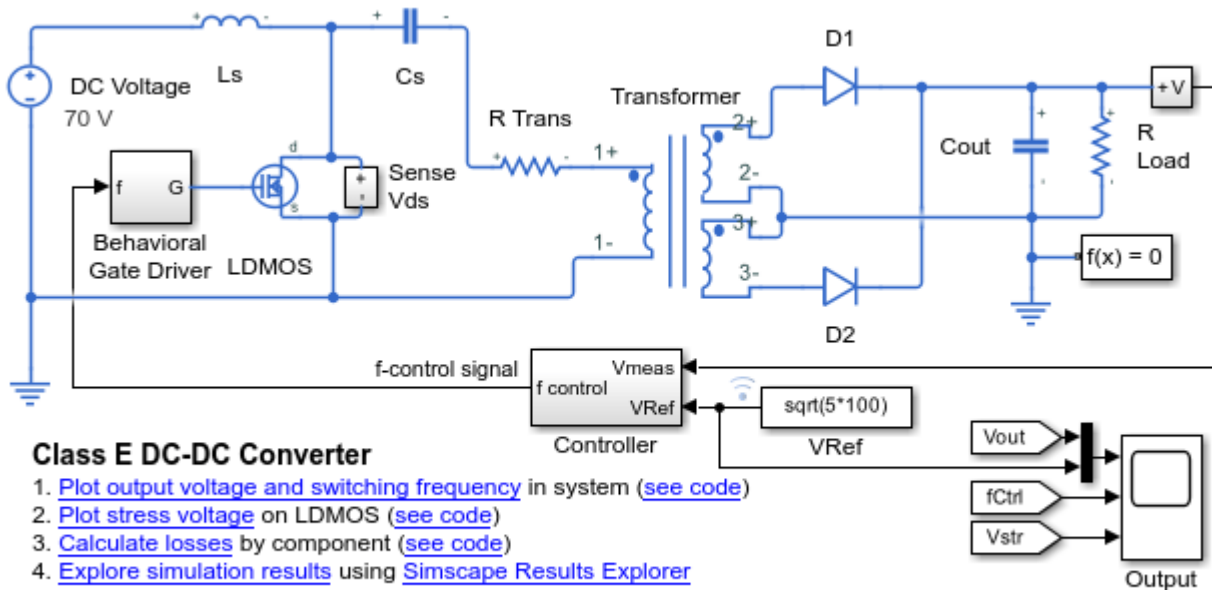 +
-
Ls
+
-
Cs
D1
+
−
DC Voltage
70 V
R Trans
+
-
Transformer
1+
1-
2+
2-
3+
3-
+ V
Cout
+
-
+
-
R
Load
f
G
d
s
+
-
Sense
Vds
Behavioral
Gate Driver
LDMOS
f(x) = 0
D2
f-control signal
Vmeas
f control
VRef
Controller
sqrt(5*100)
VRef
Vout
fCtrl
Vstr
Output
Class E DC-DC Converter
1. Plot output voltage and switching frequency in system (see code)
2. Plot stress voltage on LDMOS (see code)
3. Calculate losses by component (see code)
4. Explore simulation results using Simscape Results Explorer